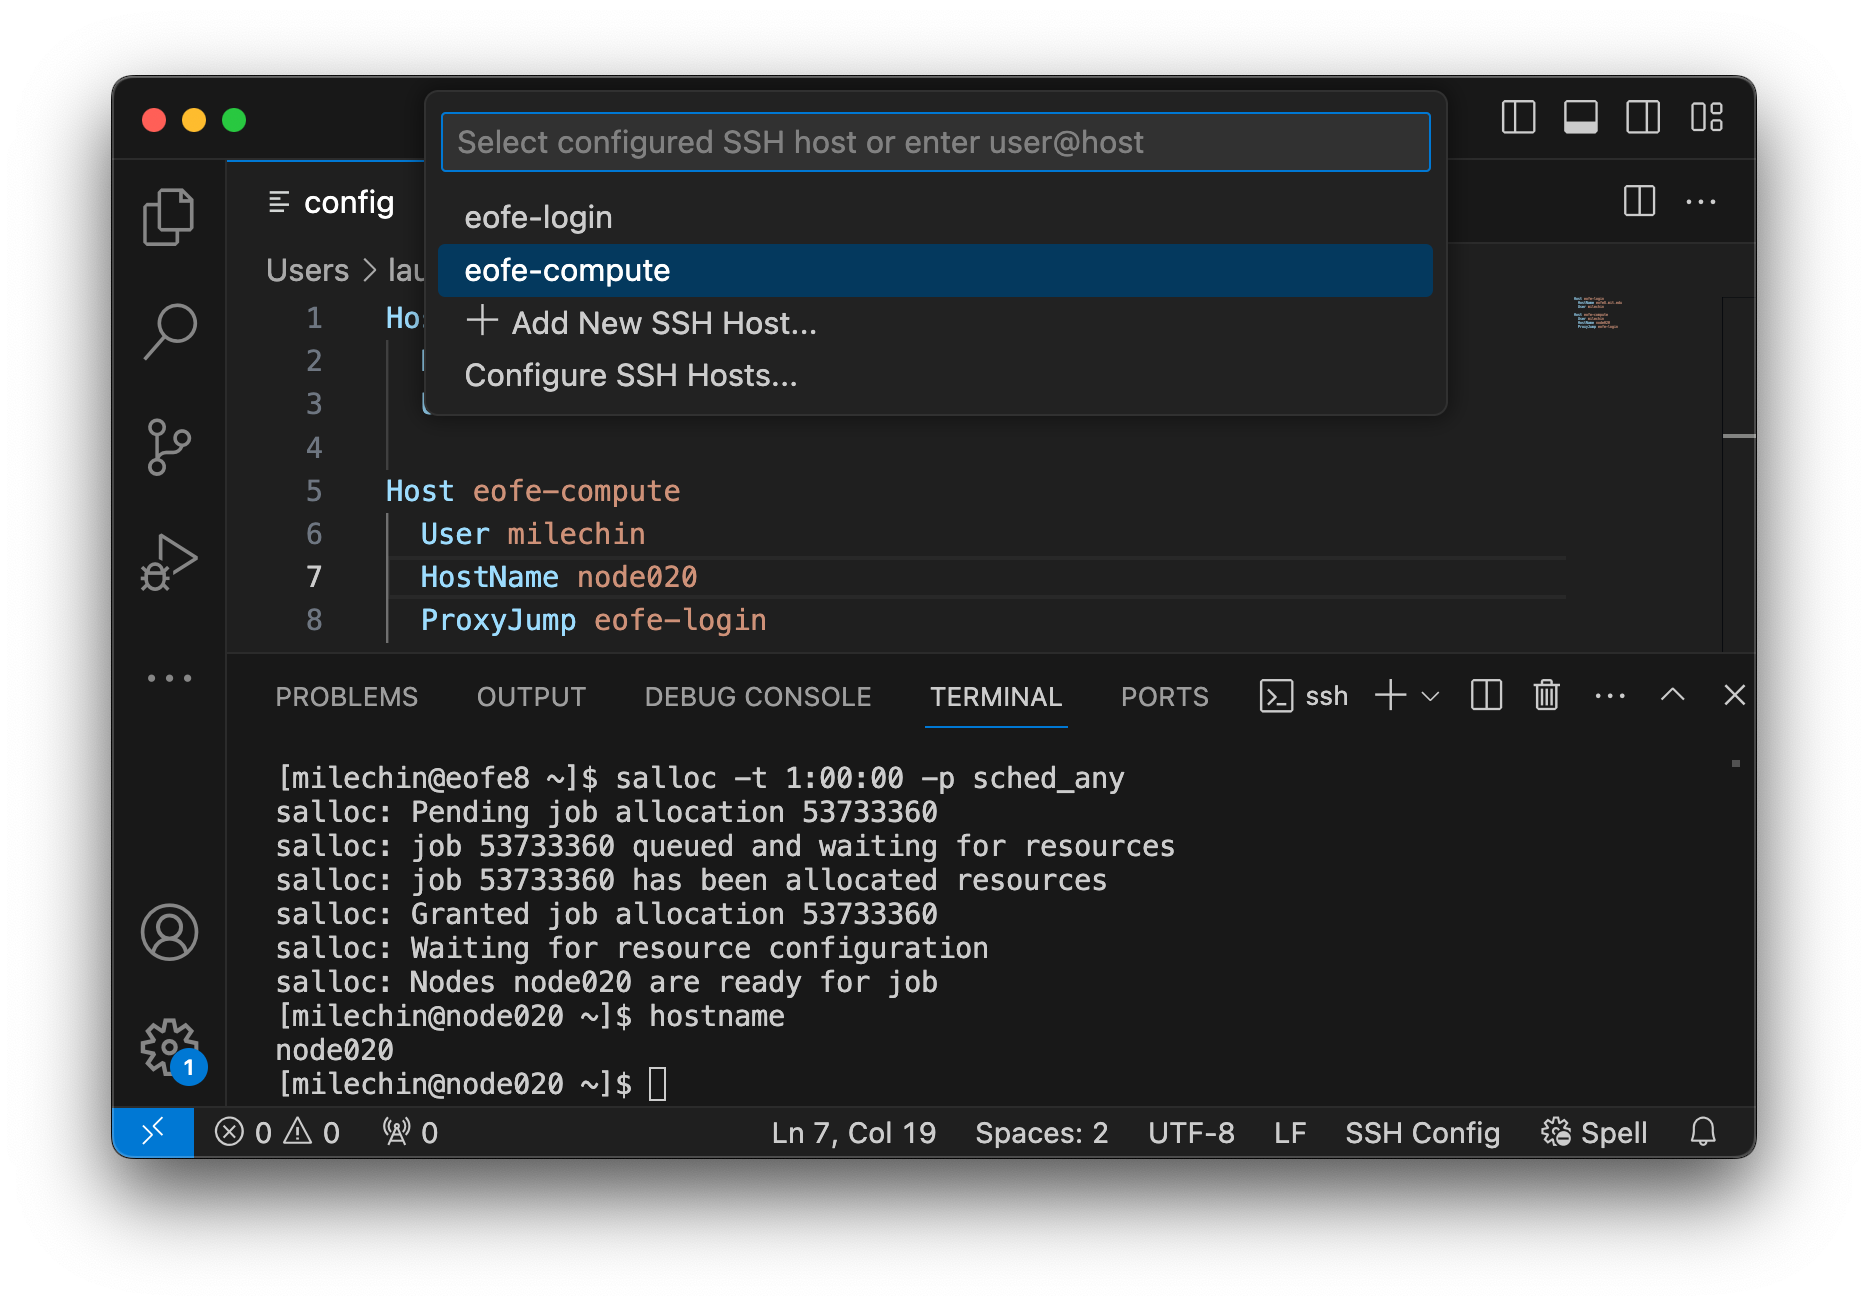 Select configured SSH host or enter user@host
eofe-login
eofe-compute
Add New SSH Host...
Configure SSH Hosts...
config
Users > lau
1 Hos
2
3
4
5 Host eofe-compute
6 User milechin
7 HostName node020
8 ProxyJump eofe-login
PROBLEMS OUTPUT DEBUG CONSOLE TERMINAL PORTS ssh
[milechin@eofe8 ~]$ salloc -t 1:00:00 -p sched_any
salloc: Pending job allocation 53733360
salloc: job 53733360 queued and waiting for resources
salloc: job 53733360 has been allocated resources
salloc: Granted job allocation 53733360
salloc: Waiting for resource configuration
salloc: Nodes node020 are ready for job
[milechin@node020 ~]$ hostname
node020
[milechin@node020 ~]$
1
0 0 0 Ln 7, Col 19 Spaces: 2 UTF-8 LF SSH Config Spell